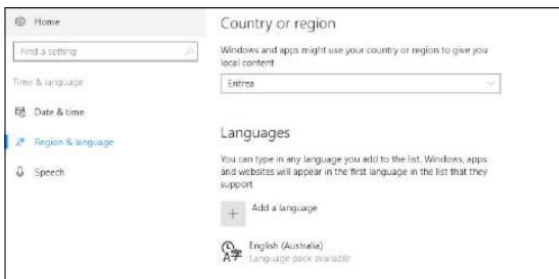 Home
Find a setting
Time & language
Date & time
Region & language
Speech
Country or region
Windows and apps might use your country or region to give you
local content
Eritrea
Languages
You can type in any language you add to the list. Windows, apps
and websites will appear in the first language in the list that they
support
Add a language
A字
English (Australia)
Language pack available